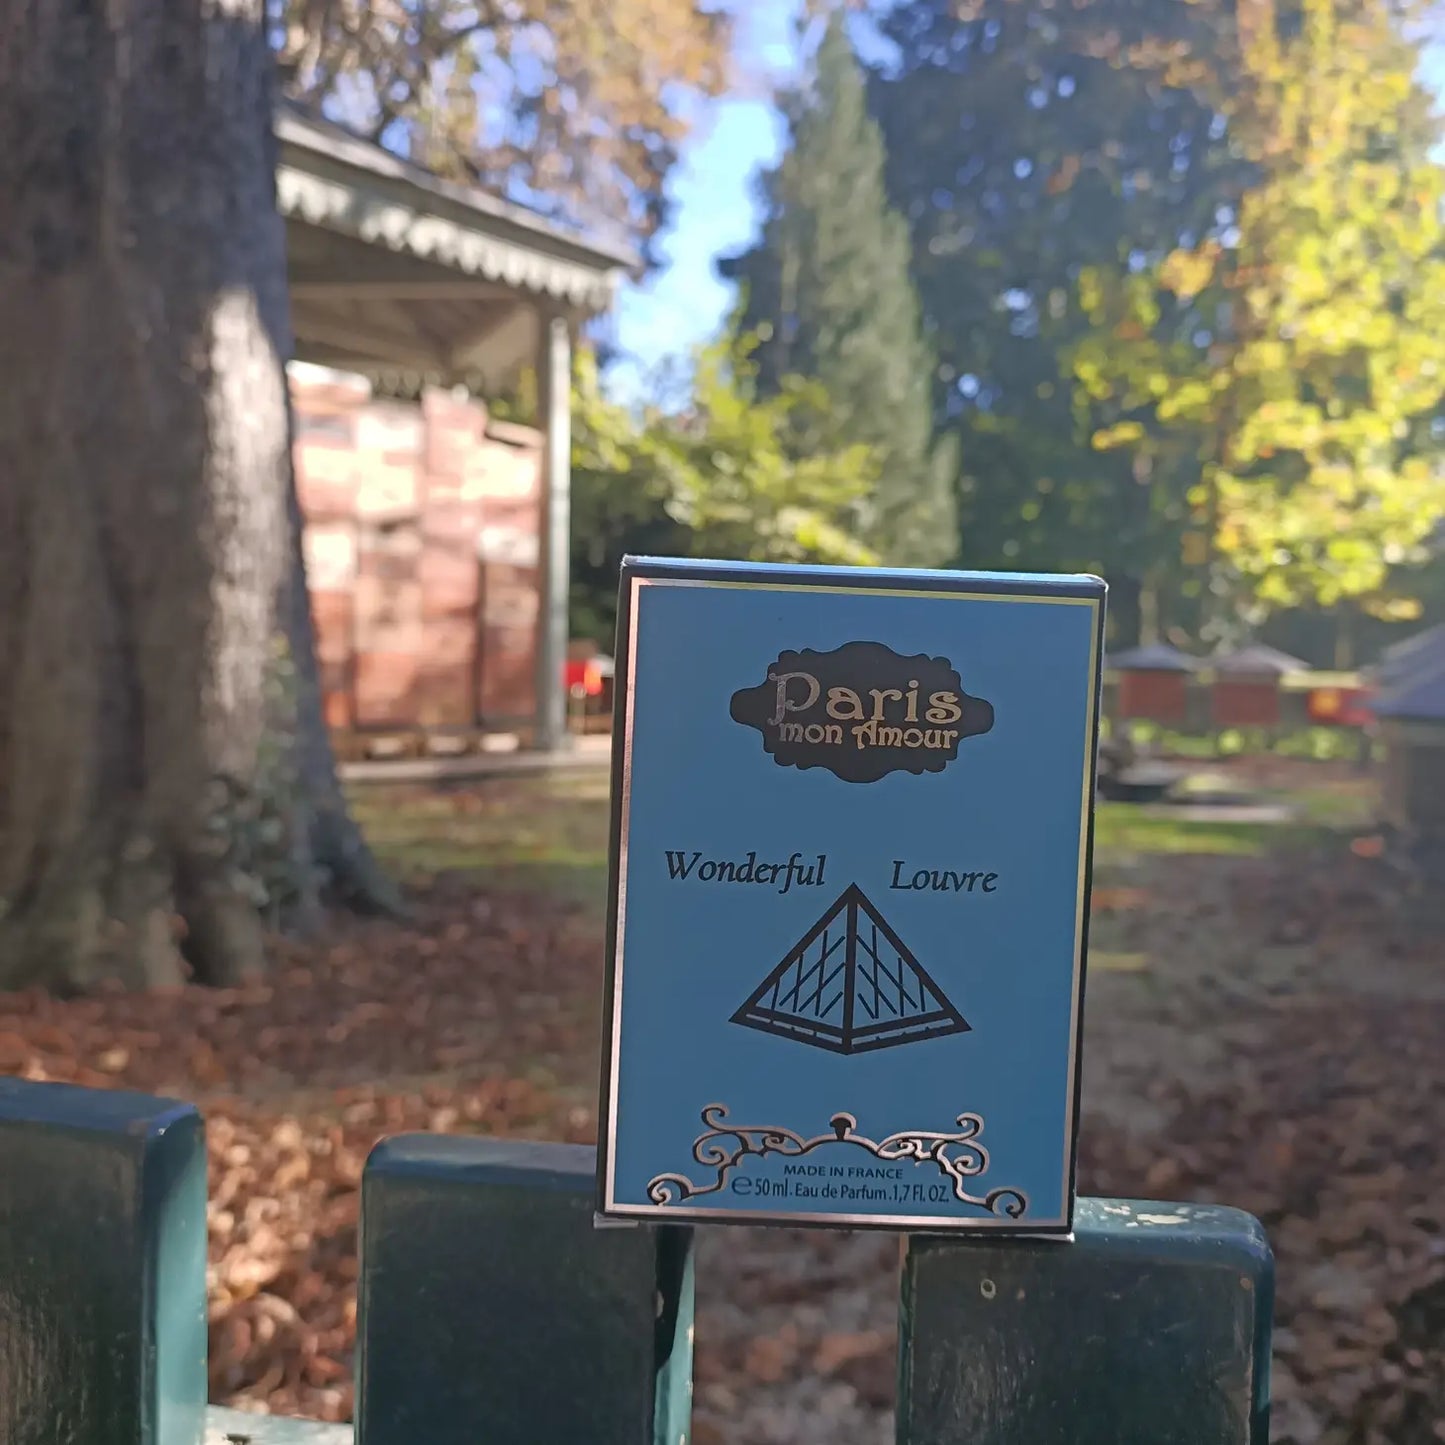 Paris
mon Amour
Wonderful Louvre
MADE IN FRANCE
℮ 50 ml . Eau de Parfum . 1,7 Fl. OZ.